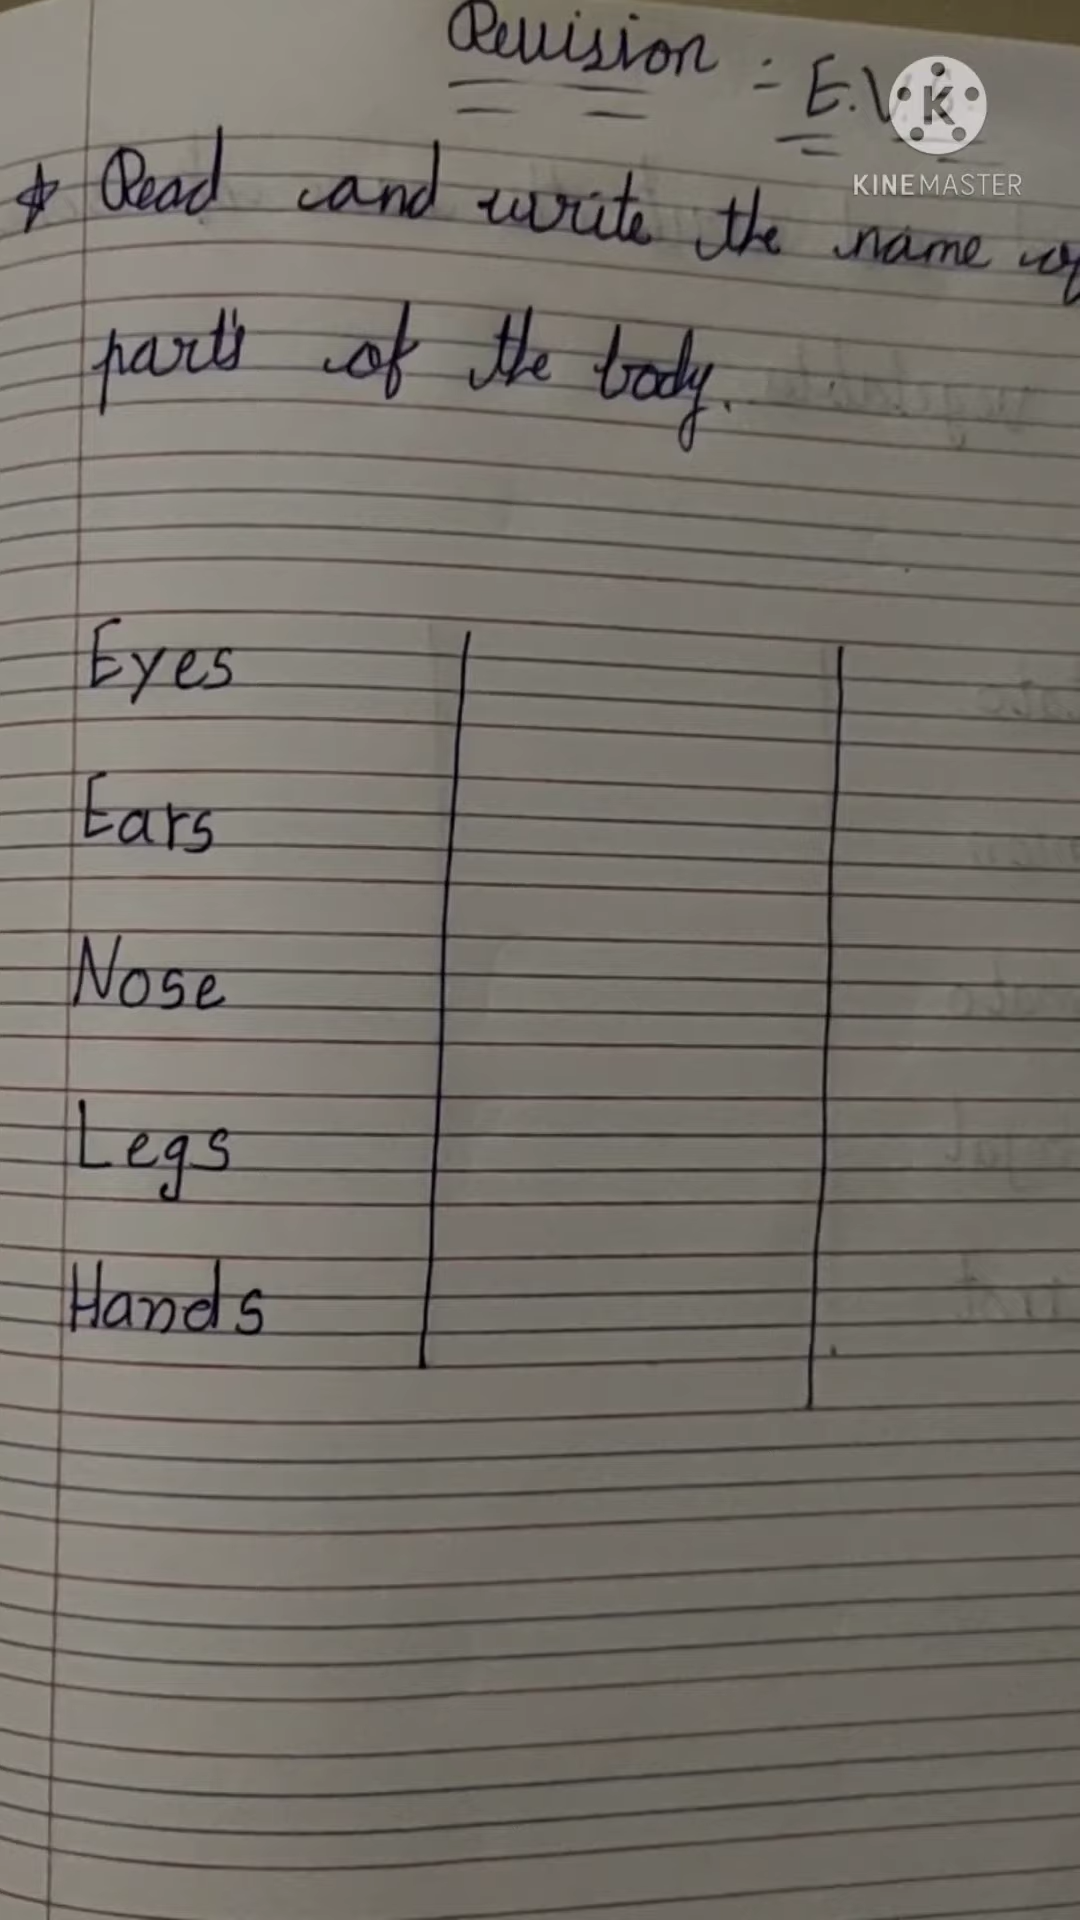 Revision :- E.V
KINEMASTER
* Read and write the name of
parts of the body.
Eyes
Ears
Nose
Legs
Hands